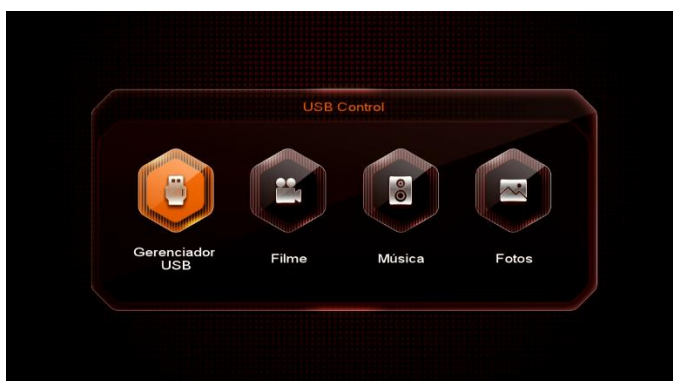 USB Control
Gerenciador
USB
Filme
Música
Fotos